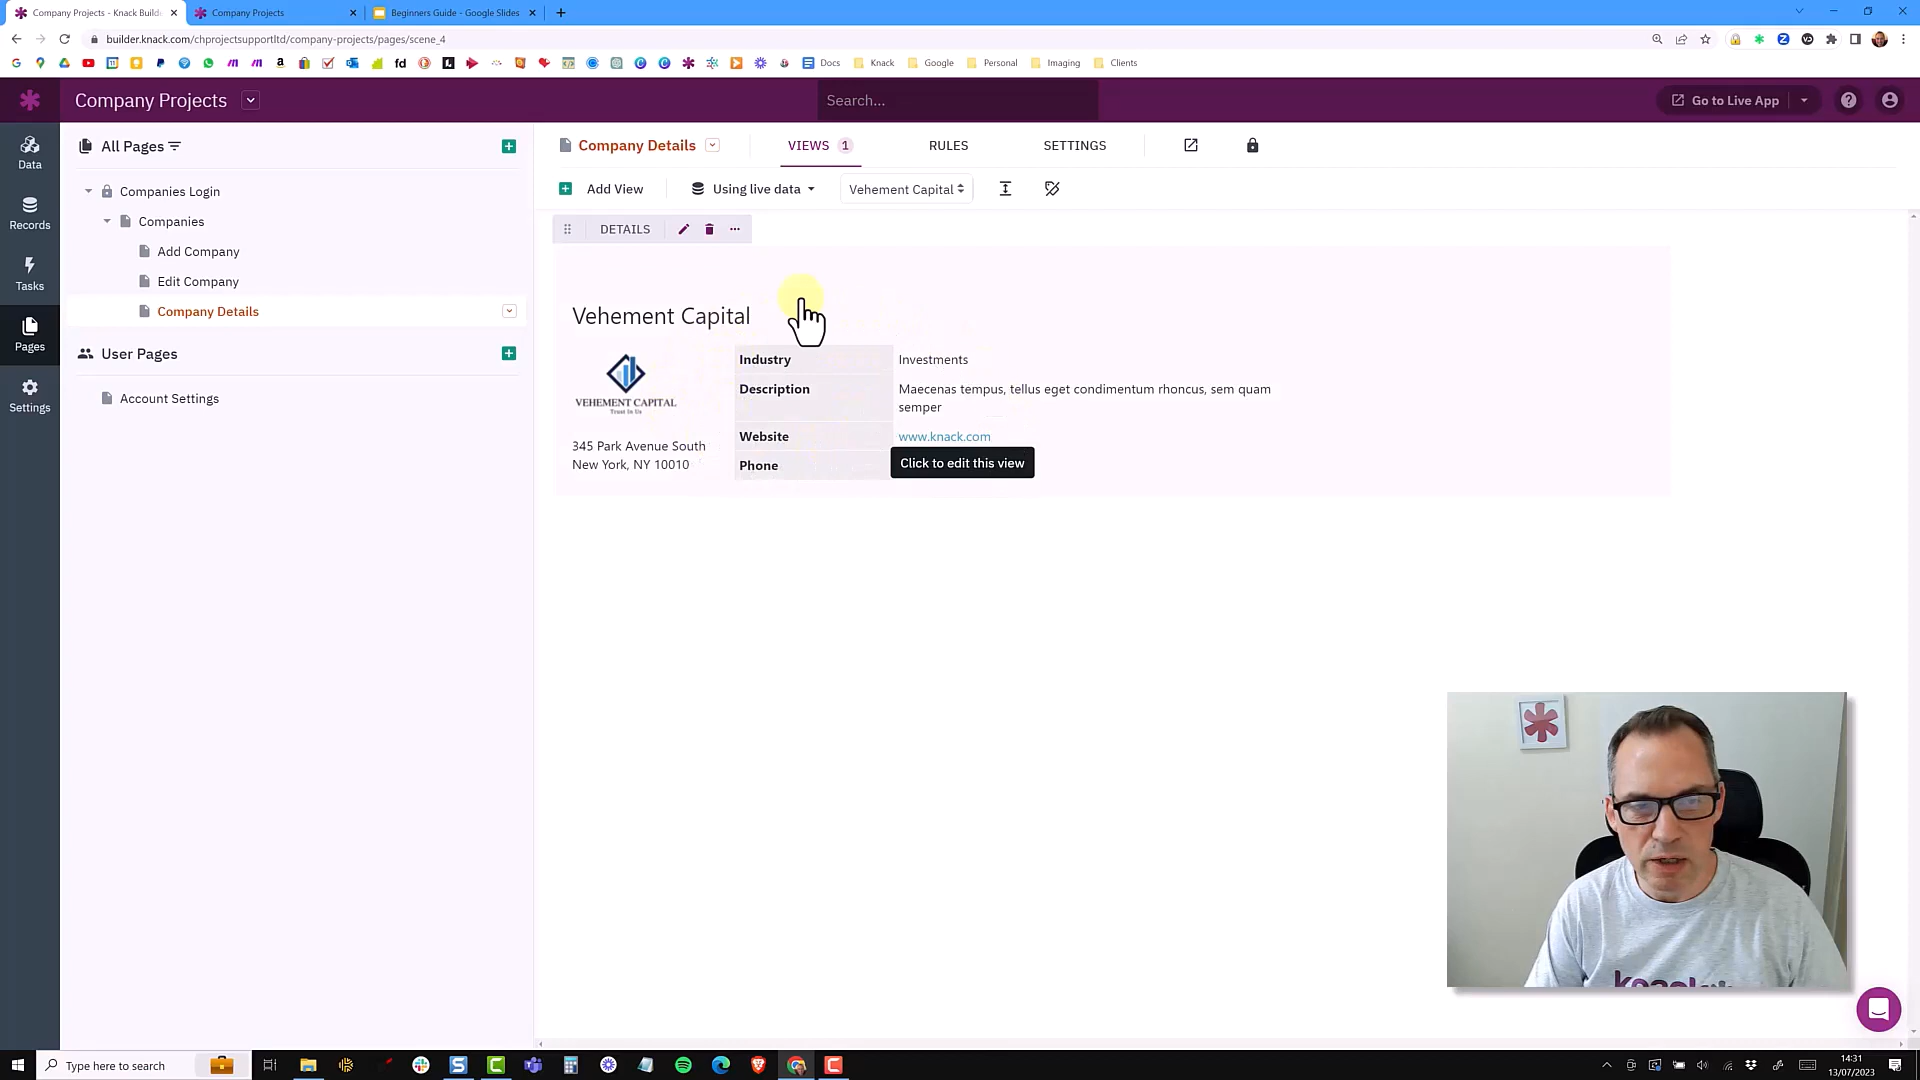 Company Projects - Knack Builde
Company Projects
Beginners Guide - Google Slides
builder.knack.com/chprojectsupportltd/company-projects/pages/scene_4
Docs
Knack
Google
Personal
Imaging
Clients
Company Projects
Search...
Go to Live App
Data
Records
Tasks
Pages
Settings
All Pages
Companies Login
Companies
Add Company
Edit Company
Company Details
User Pages
Account Settings
Company Details
VIEWS 1
RULES
SETTINGS
Add View
Using live data
Vehement Capital
DETAILS
Vehement Capital
VEHEMENT CAPITAL
Trust In Us
345 Park Avenue South
New York, NY 10010
Industry
Investments
Description
Maecenas tempus, tellus eget condimentum rhoncus, sem quam
semper
Website
www.knack.com
Phone
Click to edit this view
Type here to search
14:31
13/07/2023